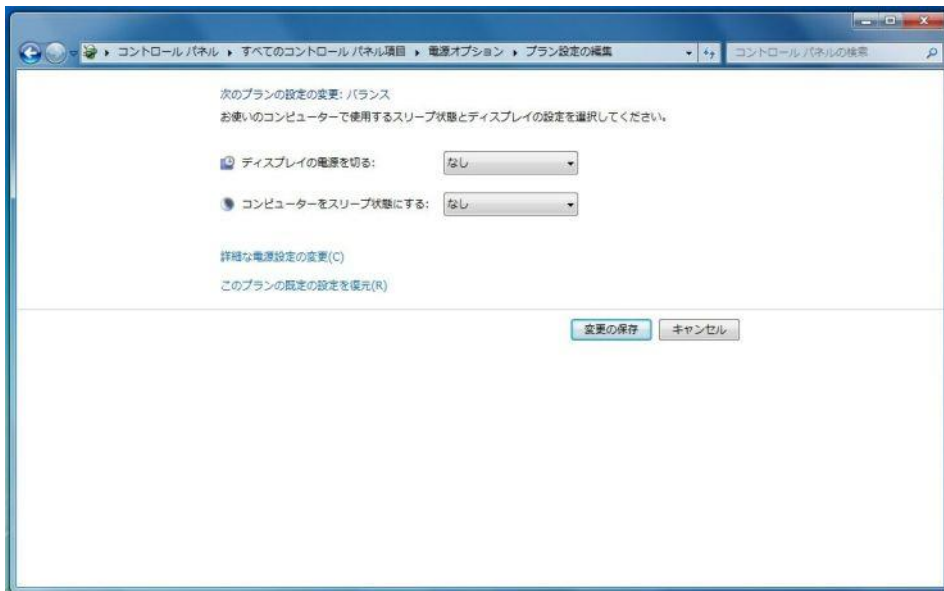 コントロール パネル ▸ すべてのコントロール パネル項目 ▸ 電源オプション ▸ プラン設定の編集
コントロール パネルの検索
次のプランの設定の変更: バランス
お使いのコンピューターで使用するスリープ状態とディスプレイの設定を選択してください。
ディスプレイの電源を切る: なし
コンピューターをスリープ状態にする: なし
詳細な電源設定の変更(C)
このプランの既定の設定を復元(R)
変更の保存 キャンセル